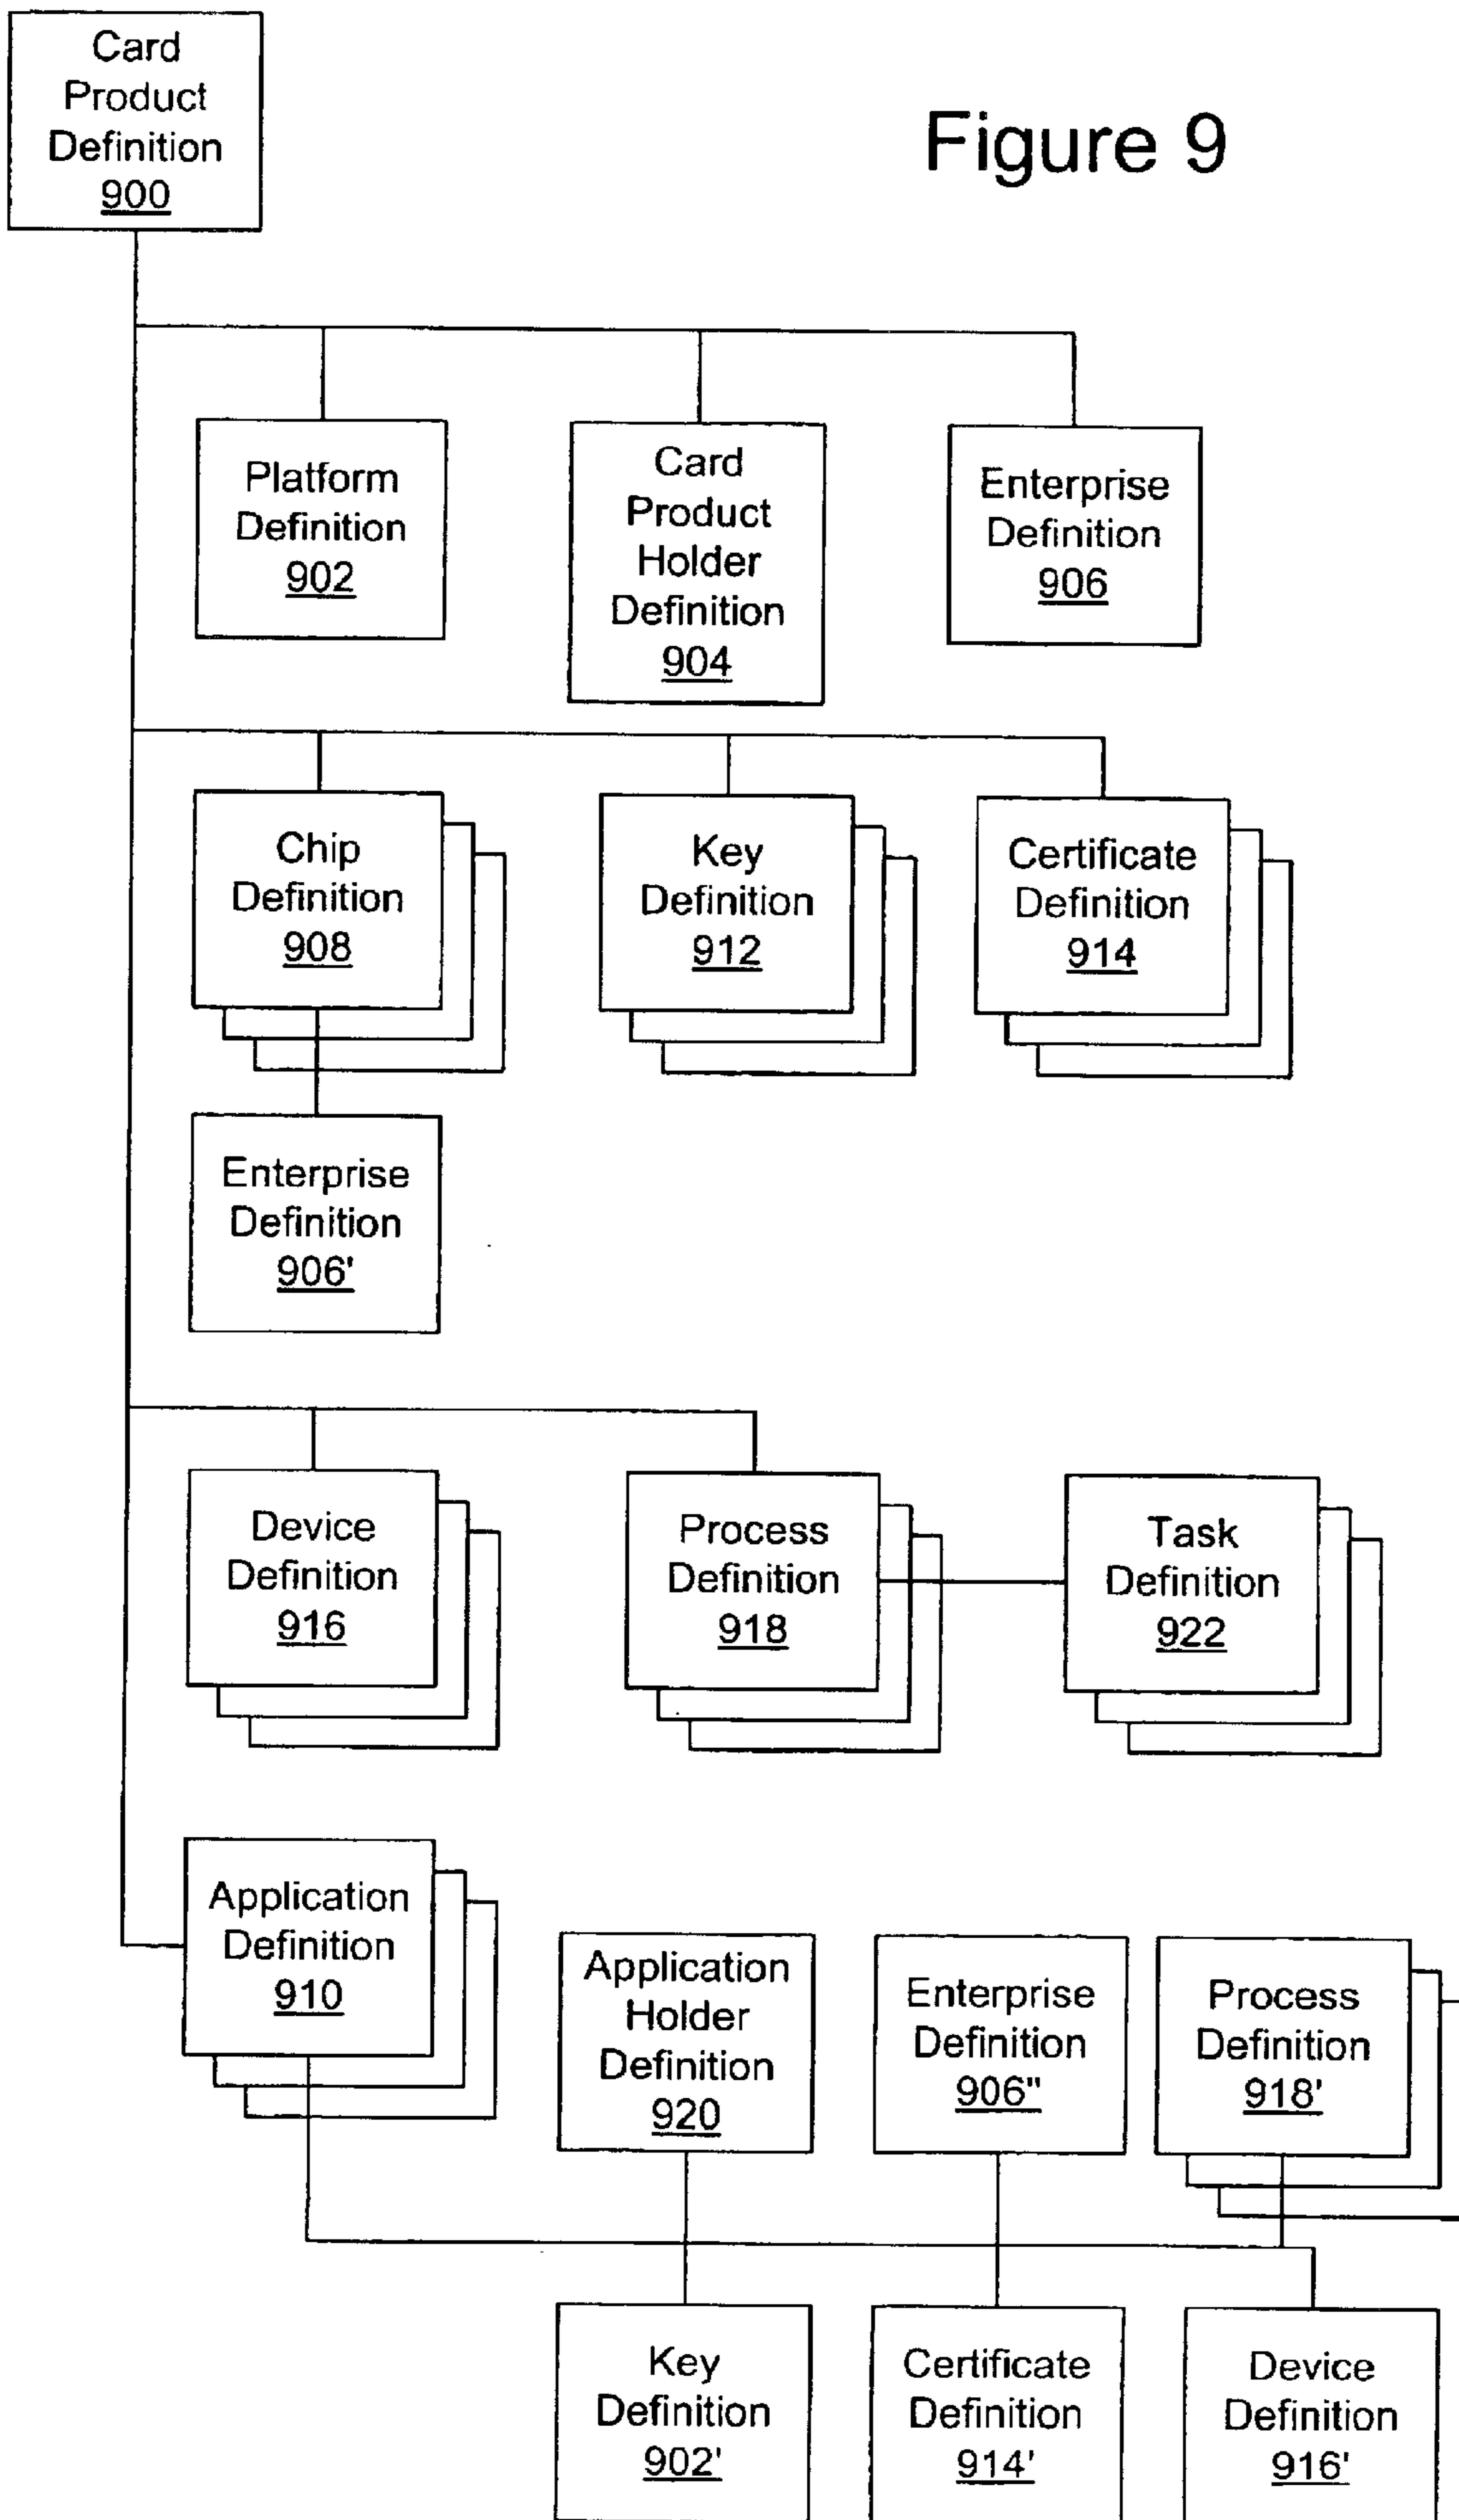 Card
Product
Definition
900
Figure 9
Platform
Definition
902
Card
Product
Holder
Definition
904
Enterprise
Definition
906
Chip
Definition
908
Key
Definition
912
Certificate
Definition
914
Enterprise
Definition
906'
Device
Definition
916
Process
Definition
918
Task
Definition
922
Application
Definition
910
Application
Holder
Definition
920
Enterprise
Definition
906"
Process
Definition
918'
Key
Definition
902'
Certificate
Definition
914'
Device
Definition
916'